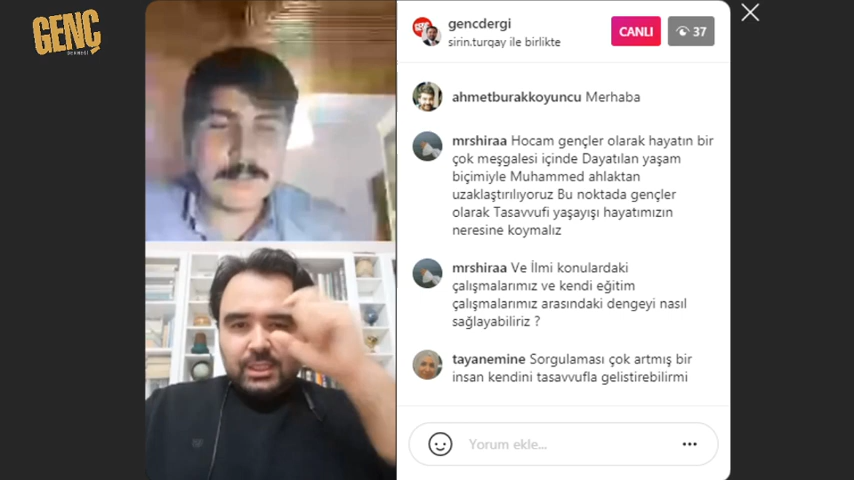 GENÇ
DERGİSİ
gencdergi
sirin.turgay ile birlikte
CANLI
37
ahmetburakkoyuncu Merhaba
mrshiraa Hocam gençler olarak hayatın bir
çok meşgalesi içinde Dayatılan yaşam
biçimiyle Muhammed ahlaktan
uzaklaştırılıyoruz Bu noktada gençler
olarak Tasavvufi yaşayışı hayatımızın
neresine koymalız
mrshiraa Ve İlmi konulardaki
çalışmalarımız ve kendi eğitim
çalışmalarımız arasındaki dengeyi nasıl
sağlayabiliriz ?
tayanemine Sorgulaması çok artmış bir
insan kendini tasavvufla gelistirebilirmi
Yorum ekle...